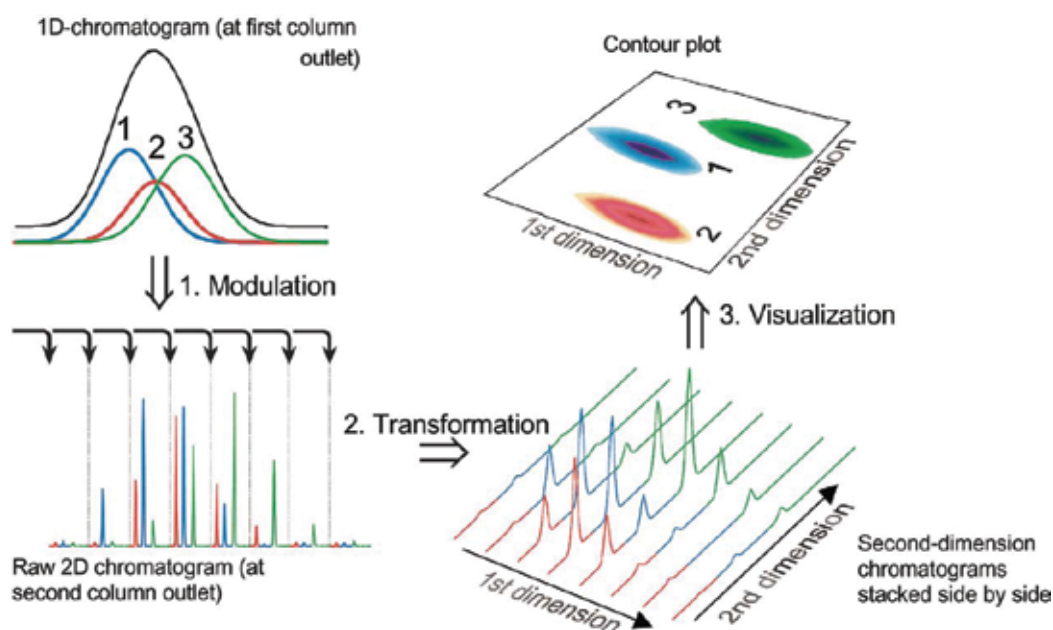 1D-chromatogram (at first column
outlet)
1
2
3
1. Modulation
Raw 2D chromatogram (at
second column outlet)
2. Transformation
1st dimension
2nd dimension
Second-dimension
chromatograms
stacked side by side
3. Visualization
Contour plot
3
1
2
1st dimension
2nd dimension